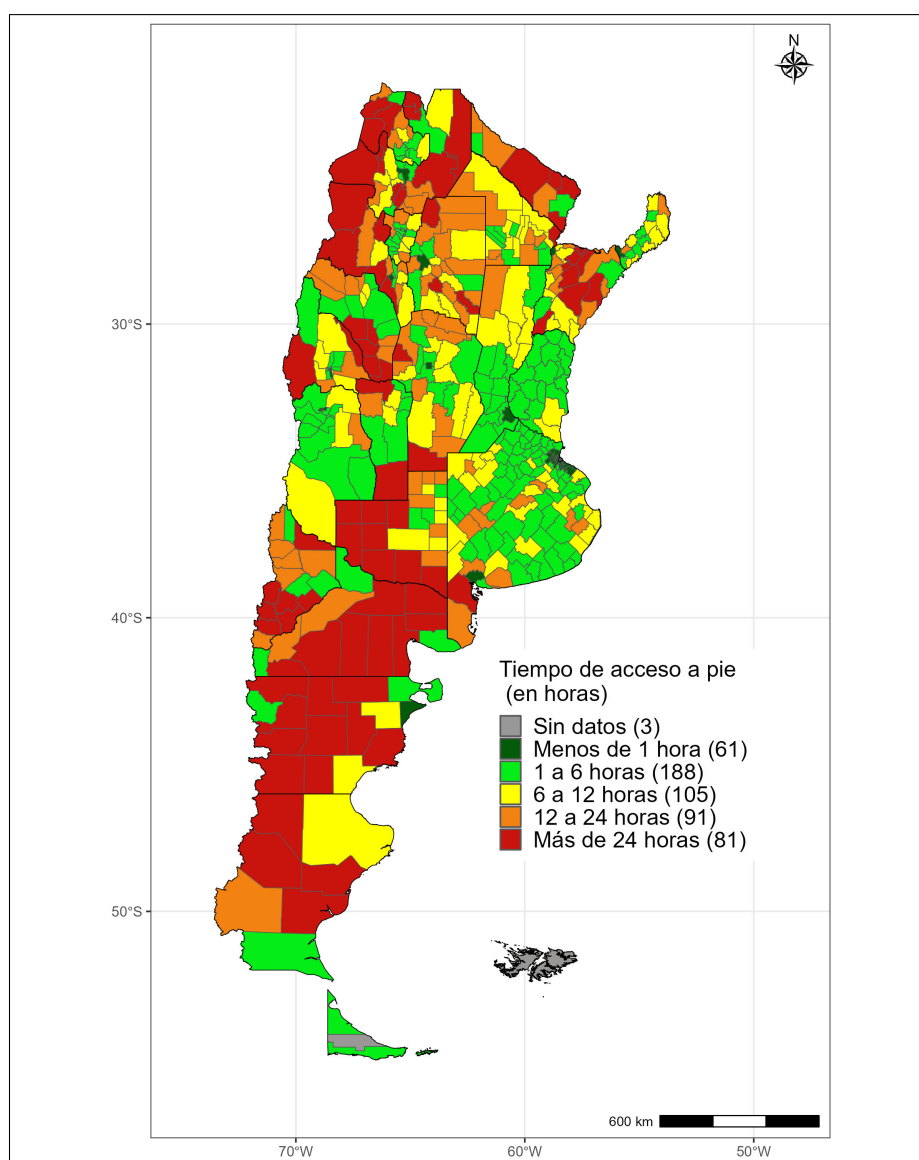 N
30°S
40°S
50°S
Tiempo de acceso a pie
(en horas)
Sin datos (3)
Menos de 1 hora (61)
1 a 6 horas (188)
6 a 12 horas (105)
12 a 24 horas (91)
Más de 24 horas (81)
600 km
70°W
60°W
50°W